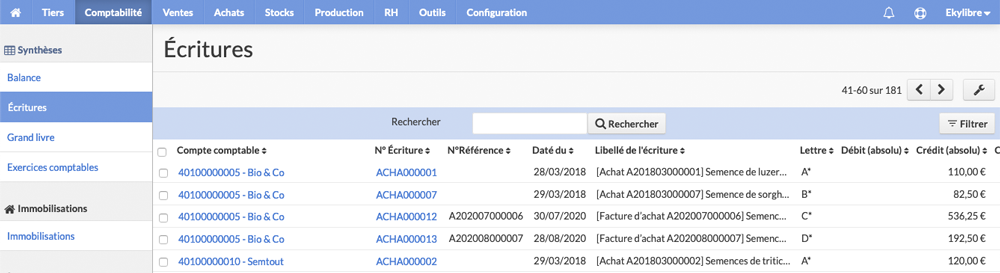 Tiers Comptabilité Ventes Achats Stocks Production RH Outils Configuration Ekylibre
Synthèses
Balance
Écritures
Grand livre
Exercices comptables
Immobilisations
Immobilisations
Écritures
41-60 sur 181
Rechercher Rechercher Filtrer
Compte comptable N° Écriture N°Référence Daté du Libellé de l'écriture Lettre Débit (absolu) Crédit (absolu) C
40100000005 - Bio & Co ACHA000001 28/03/2018 [Achat A201803000001] Semence de luzer... A* 110,00 €
40100000005 - Bio & Co ACHA000007 29/03/2018 [Achat A201803000007] Semence de sorgh... B* 82,50 €
40100000005 - Bio & Co ACHA000012 A202007000006 30/07/2020 [Facture d'achat A202007000006] Semenc... C* 536,25 €
40100000005 - Bio & Co ACHA000013 A202008000007 28/08/2020 [Facture d'achat A202008000007] Semenc... D* 192,50 €
40100000010 - Semtout ACHA000002 29/03/2018 [Achat A201803000002] Semences de tritic... A* 120,00 €